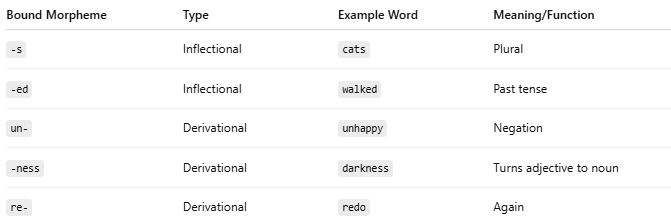 Bound Morpheme Type Example Word Meaning/Function
-s Inflectional cats Plural
-ed Inflectional walked Past tense
un- Derivational unhappy Negation
-ness Derivational darkness Turns adjective to noun
re- Derivational redo Again